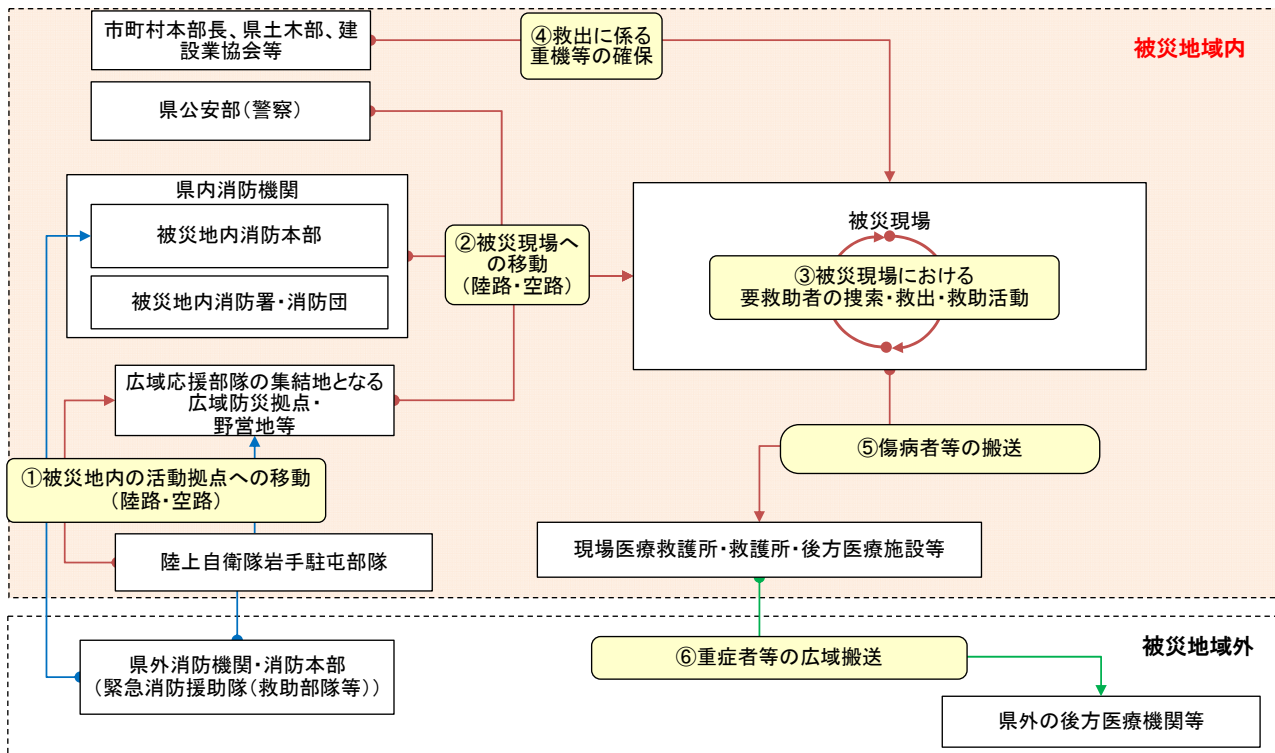 市町村本部長、県土木部、建
設業協会等
④救出に係る
重機等の確保
被災地域内
県公安部(警察)
県内消防機関
被災地内消防本部
被災地内消防署・消防団
②被災現場へ
の移動
(陸路・空路)
被災現場
③被災現場における
要救助者の捜索・救出・救助活動
広域応援部隊の集結地となる
広域防災拠点・
野営地等
⑤傷病者等の搬送
①被災地内の活動拠点への移動
(陸路・空路)
陸上自衛隊岩手駐屯部隊
現場医療救護所・救護所・後方医療施設等
被災地域外
県外消防機関・消防本部
(緊急消防援助隊(救助部隊等))
⑥重症者等の広域搬送
県外の後方医療機関等